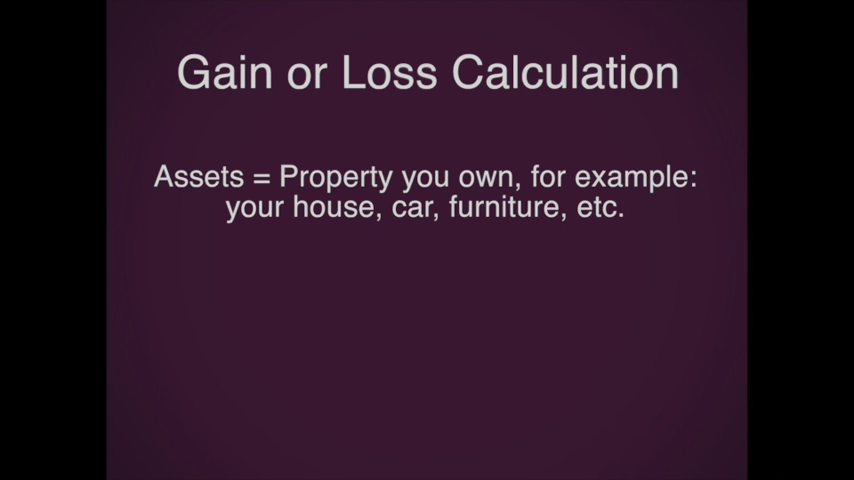 Gain or Loss Calculation
Assets = Property you own, for example:
your house, car, furniture, etc.